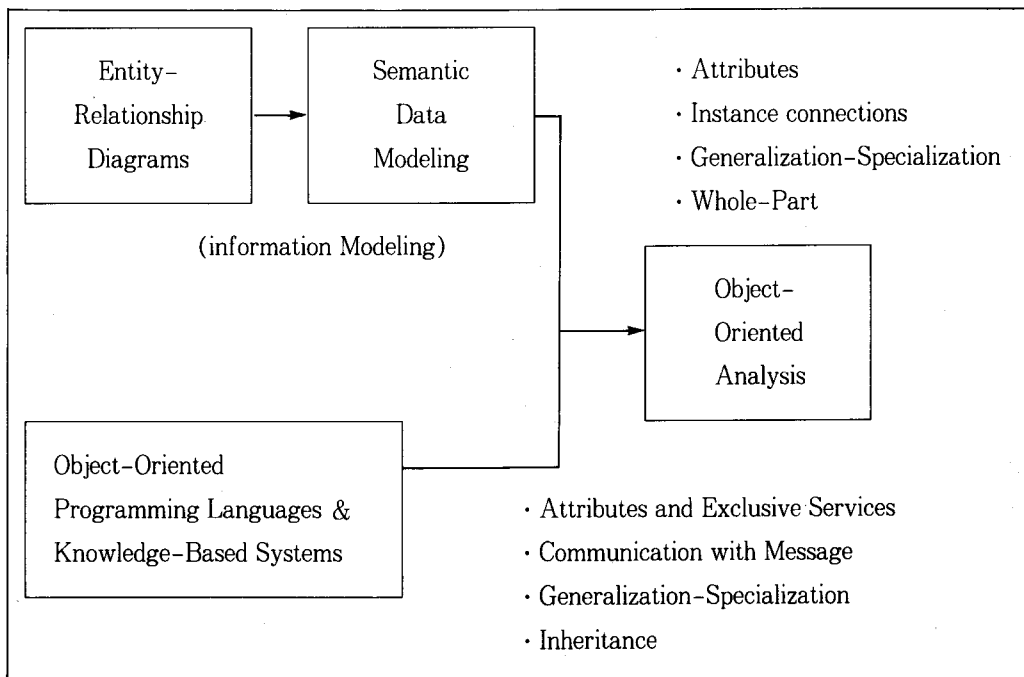 Entity-
Relationship
Diagrams
Semantic
Data
Modeling
(information Modeling)
· Attributes
· Instance connections
· Generalization-Specialization
· Whole-Part
Object-
Oriented
Analysis
Object-Oriented
Programming Languages &
Knowledge-Based Systems
· Attributes and Exclusive Services
· Communication with Message
· Generalization-Specialization
· Inheritance